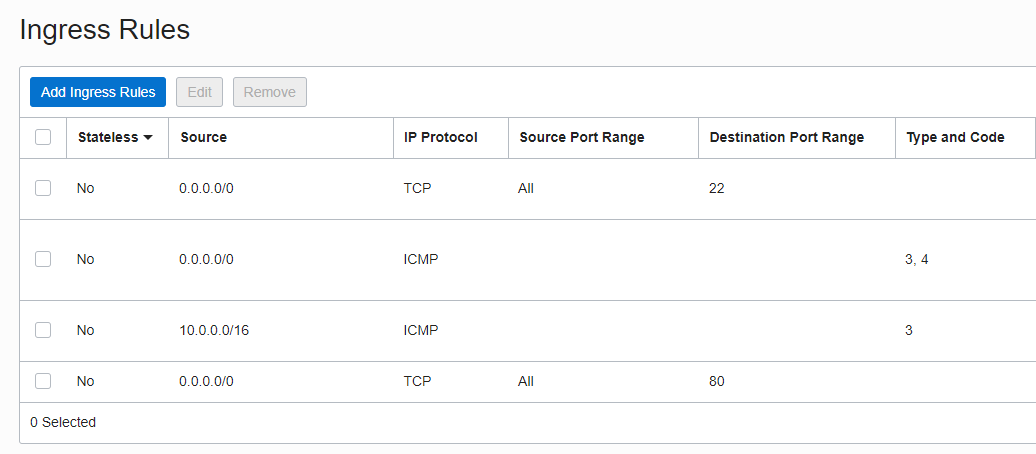 Ingress Rules
Add Ingress Rules Edit Remove
Stateless Source IP Protocol Source Port Range Destination Port Range Type and Code
No 0.0.0.0/0 TCP All 22
No 0.0.0.0/0 ICMP 3, 4
No 10.0.0.0/16 ICMP 3
No 0.0.0.0/0 TCP All 80
0 Selected